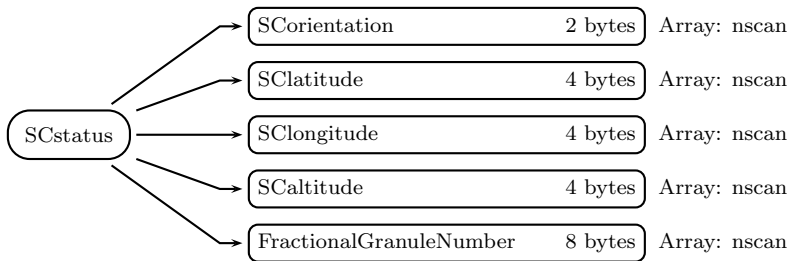 SCorientation 2 bytes Array: nscan
SClatitude 4 bytes Array: nscan
SCstatus
SClongitude 4 bytes Array: nscan
SCaltitude 4 bytes Array: nscan
FractionalGranuleNumber 8 bytes Array: nscan